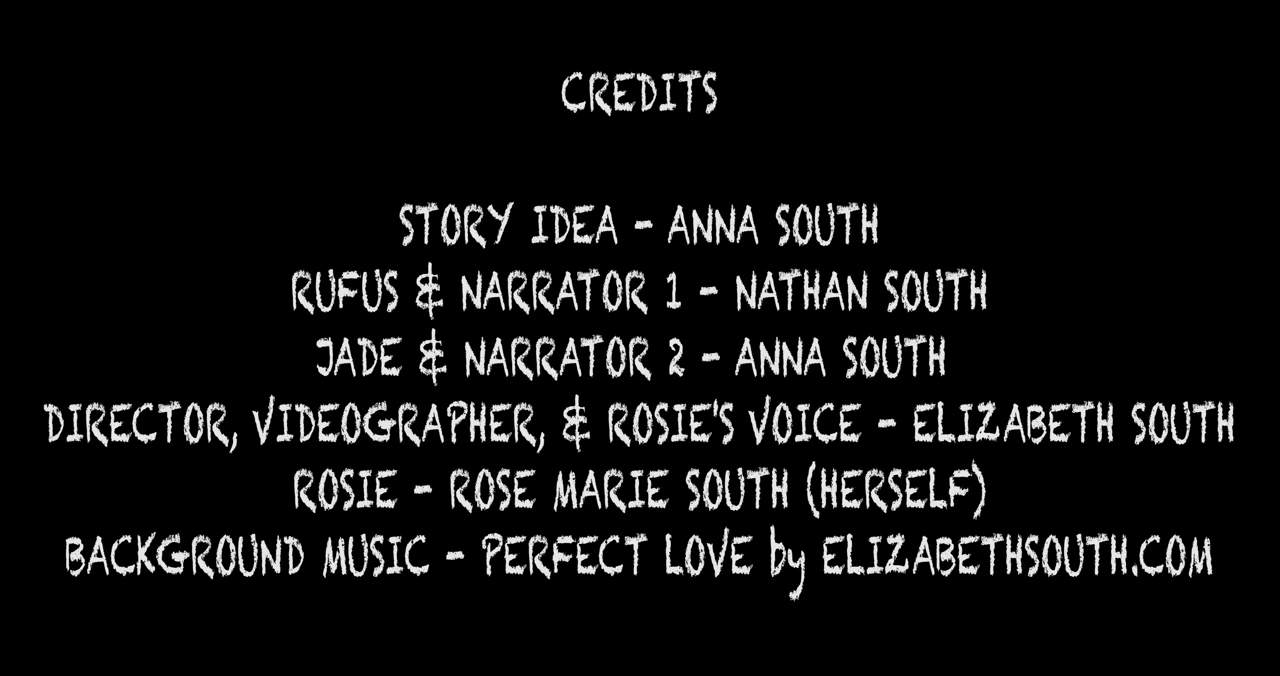 CREDITS
STORY IDEA - ANNA SOUTH
RUFUS & NARRATOR 1 - NATHAN SOUTH
JADE & NARRATOR 2 - ANNA SOUTH
DIRECTOR, VIDEOGRAPHER, & ROSIE'S VOICE - ELIZABETH SOUTH
ROSIE - ROSE MARIE SOUTH (HERSELF)
BACKGROUND MUSIC - PERFECT LOVE by ELIZABETHSOUTH.COM